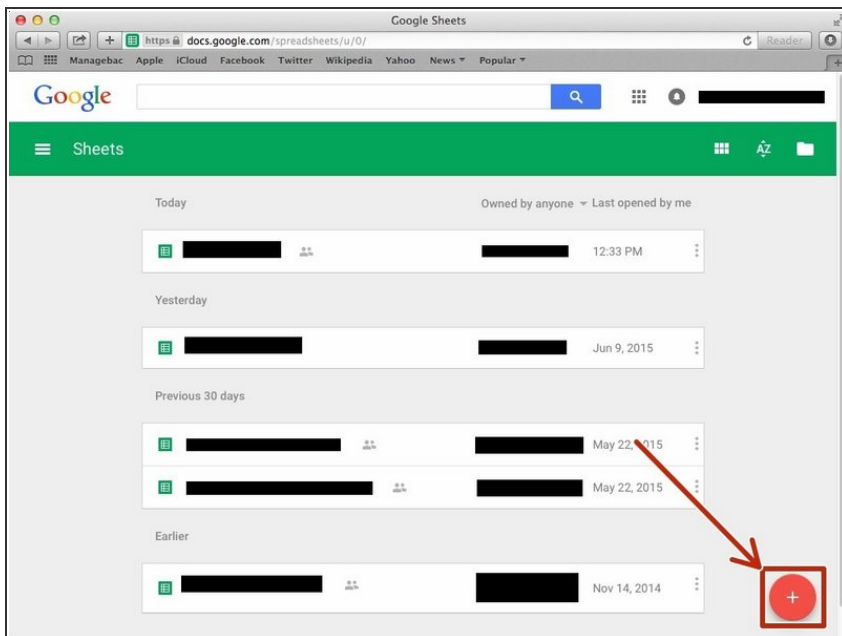 Google Sheets
https docs.google.com/spreadsheets/u/0/
Reader
Managebac Apple iCloud Facebook Twitter Wikipedia Yahoo News Popular
Google
Sheets
AZ
Today Owned by anyone Last opened by me
12:33 PM
Yesterday
Jun 9, 2015
Previous 30 days
May 22, 2015
May 22, 2015
Earlier
Nov 14, 2014
+